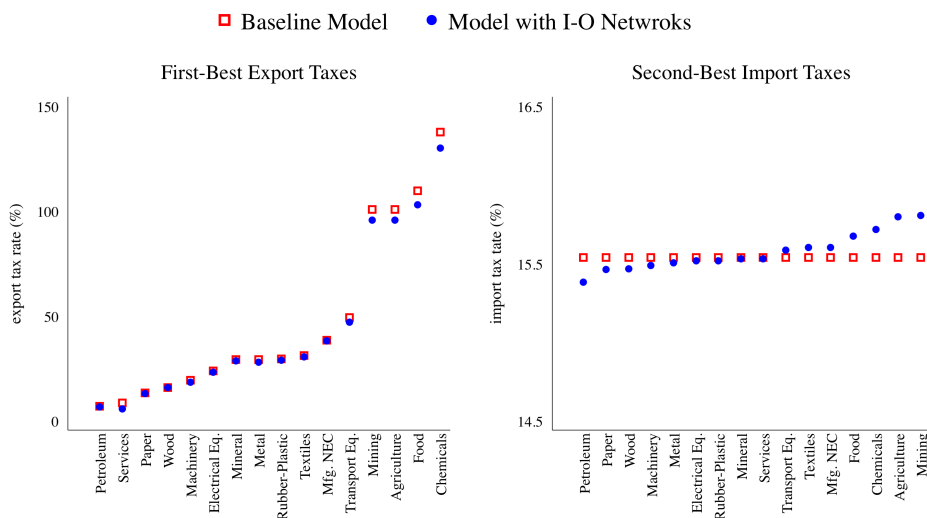 Baseline Model
Model with I-O Netwroks
First-Best Export Taxes
export tax rate (%)
150
100
50
0
Petroleum
Services
Paper
Wood
Machinery
Electrical Eq.
Mineral
Metal
Rubber-Plastic
Textiles
Mfg. NEC
Transport Eq.
Mining
Agriculture
Food
Chemicals
Second-Best Import Taxes
import tax tate (%)
16.5
15.5
14.5
Petroleum
Paper
Wood
Machinery
Metal
Electrical Eq.
Rubber-Plastic
Mineral
Services
Transport Eq.
Textiles
Mfg. NEC
Food
Chemicals
Agriculture
Mining